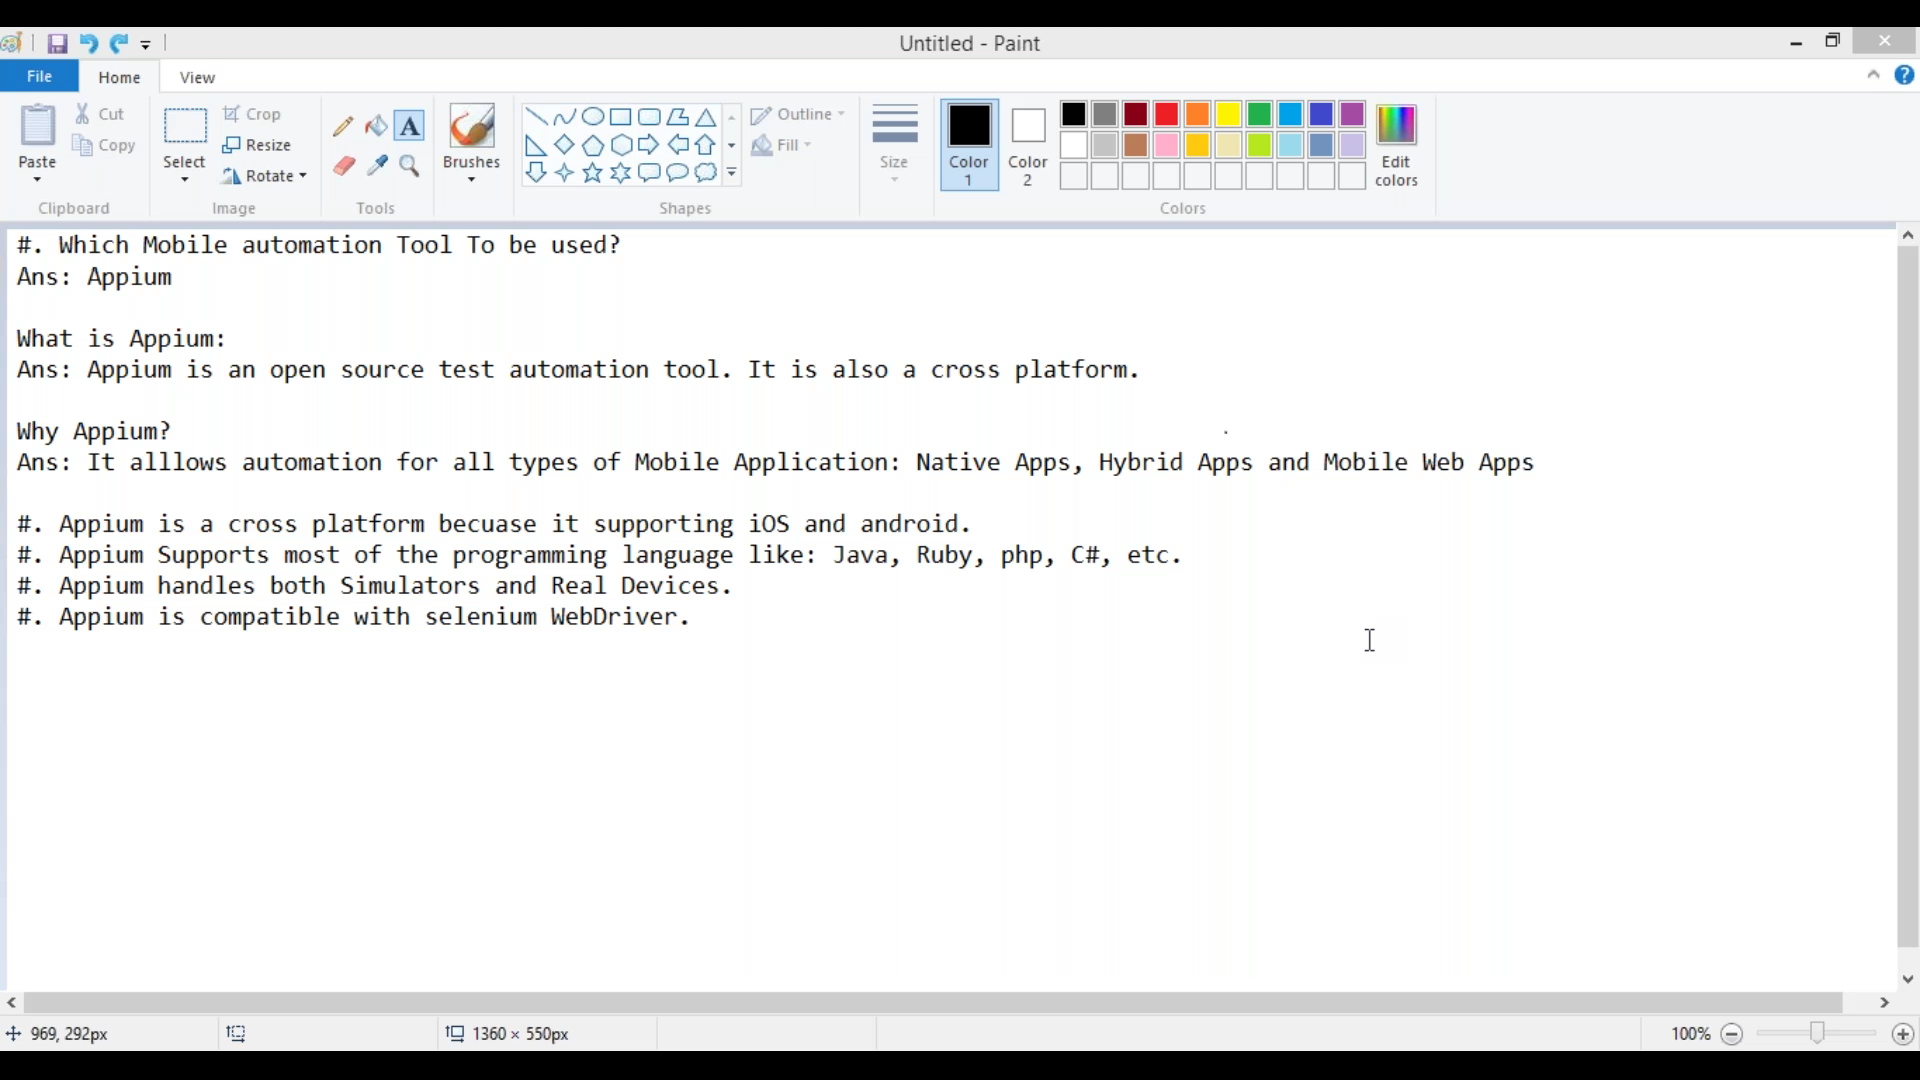 Untitled - Paint
File Home View
Paste Cut Copy Clipboard
Select Crop Resize Rotate Image
A
Tools
Brushes
Shapes
Outline
Fill
Size
Color 1
Color 2
Edit colors
Colors
#. Which Mobile automation Tool To be used?
Ans: Appium
What is Appium:
Ans: Appium is an open source test automation tool. It is also a cross platform.
Why Appium?
Ans: It alllows automation for all types of Mobile Application: Native Apps, Hybrid Apps and Mobile Web Apps
#. Appium is a cross platform becuase it supporting iOS and android.
#. Appium Supports most of the programming language like: Java, Ruby, php, C#, etc.
#. Appium handles both Simulators and Real Devices.
#. Appium is compatible with selenium WebDriver.
969, 292px 1360 × 550px 100%